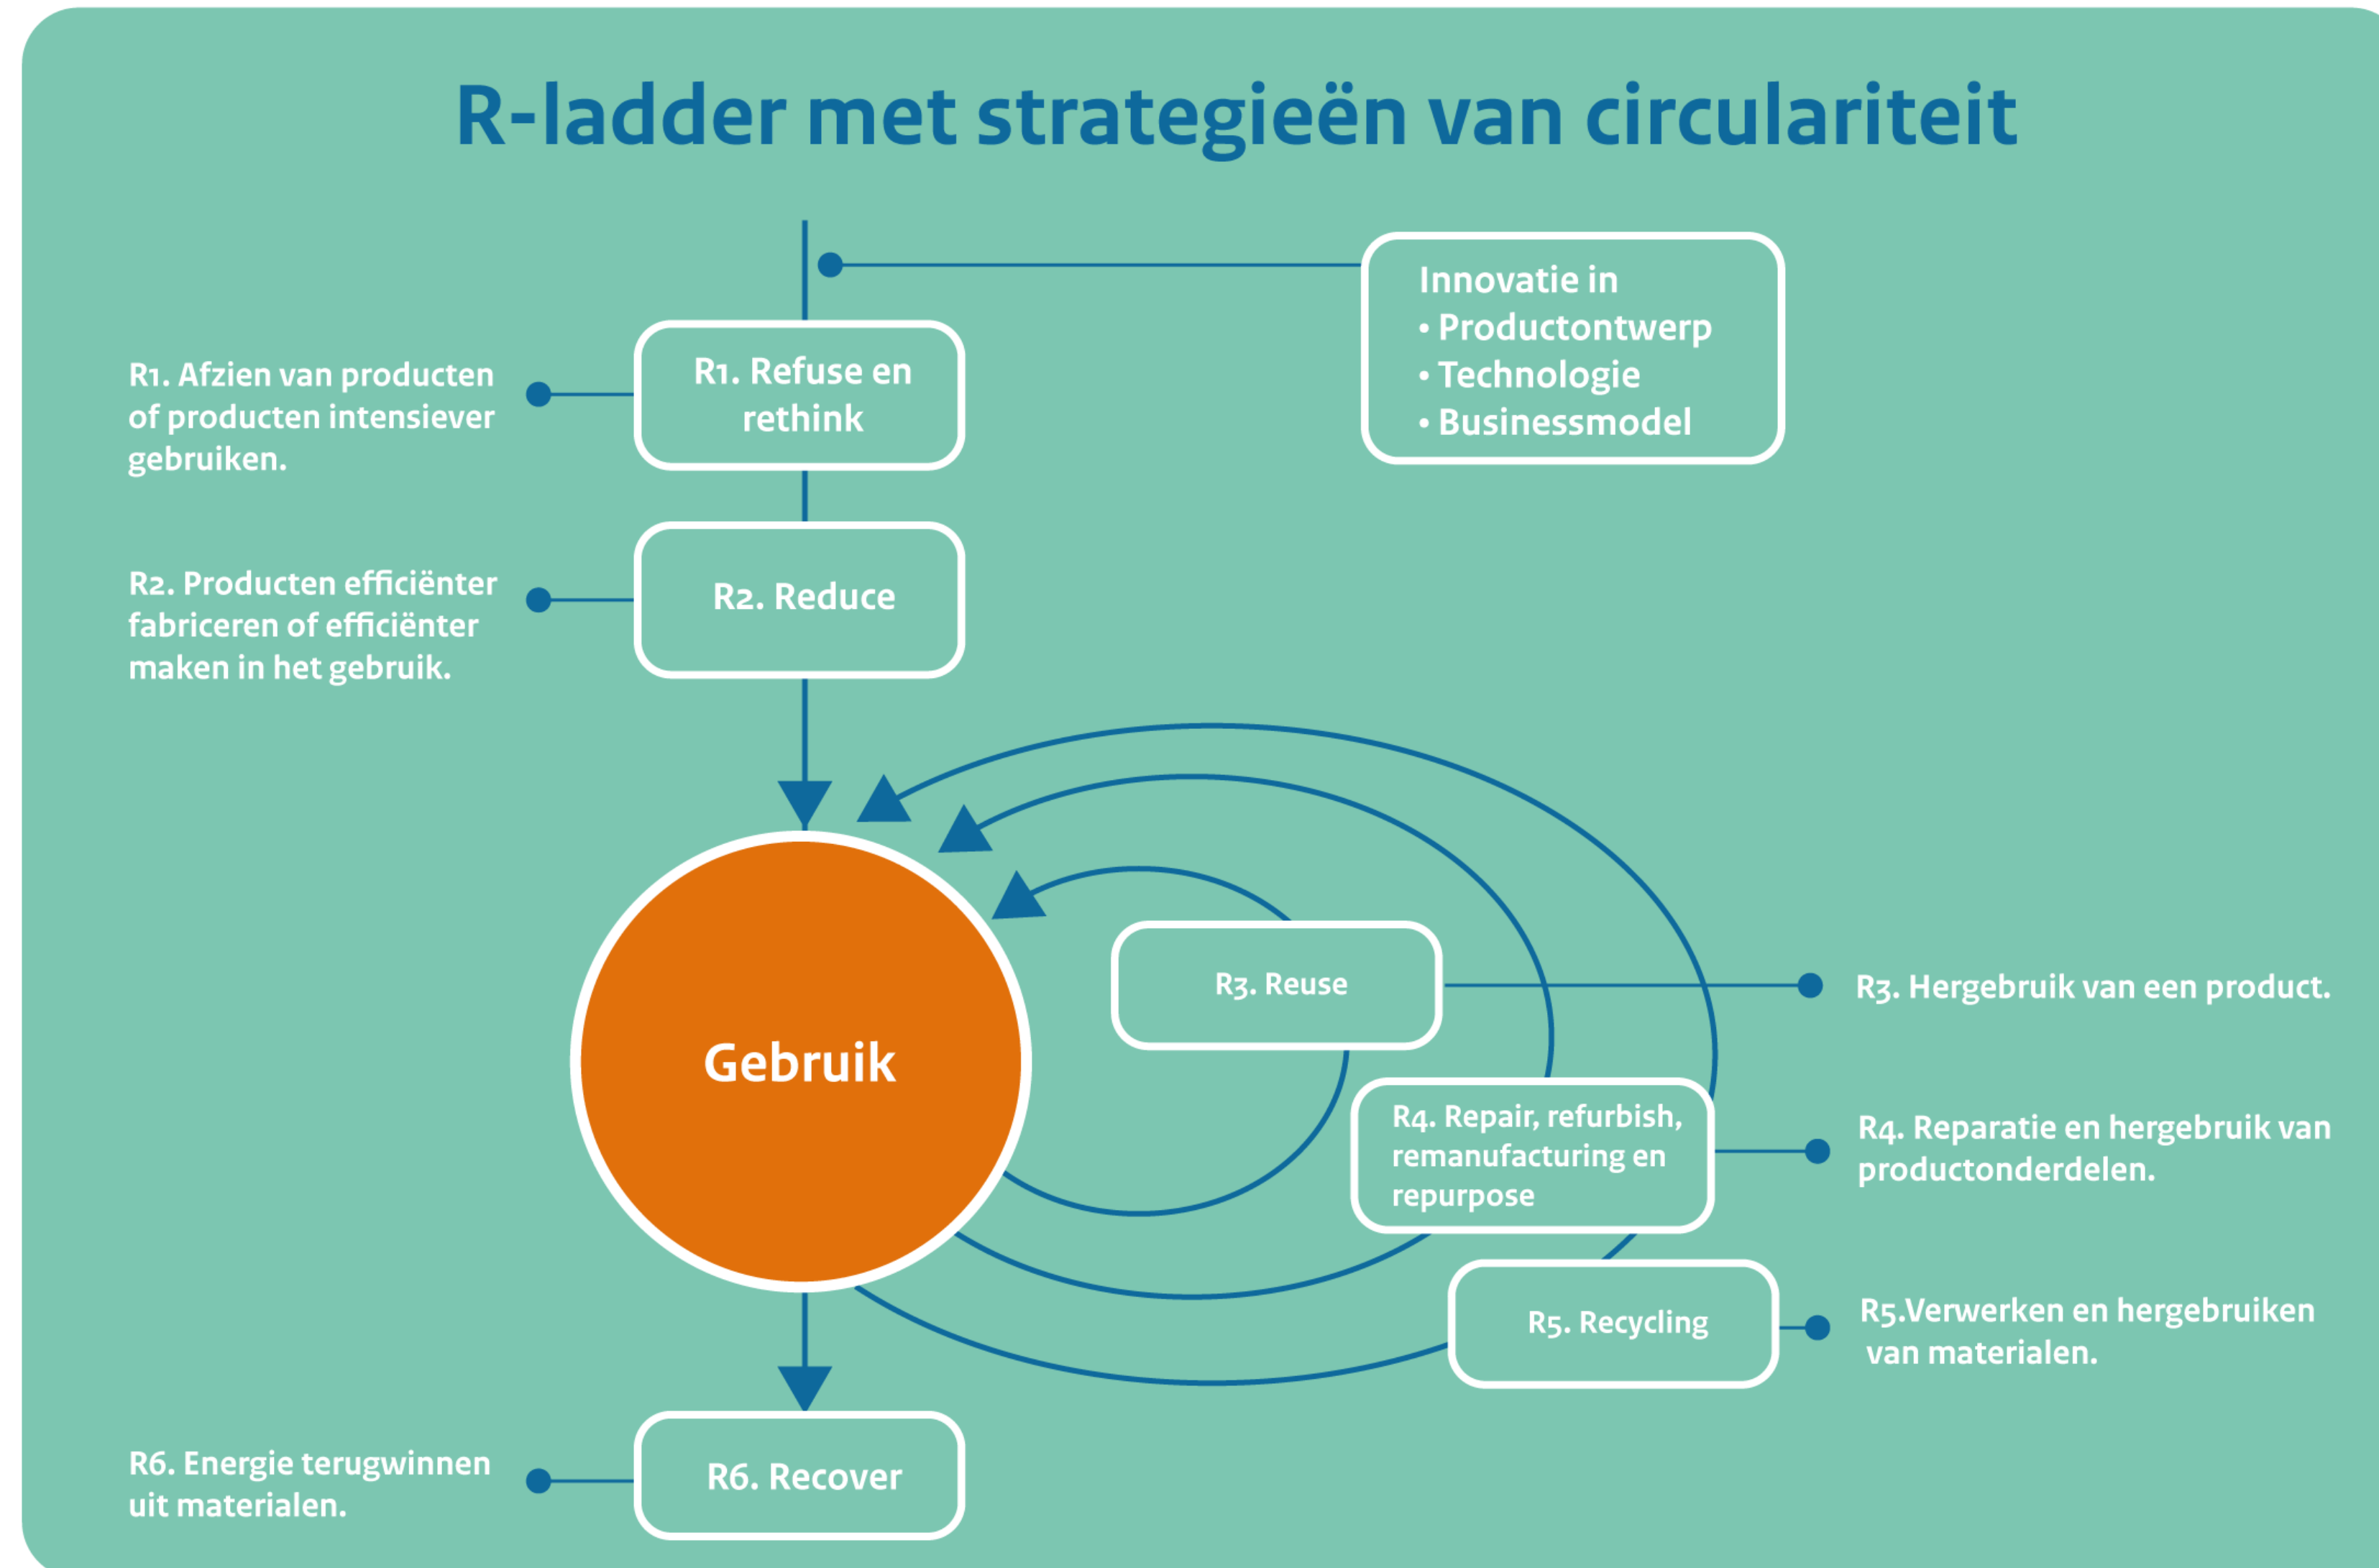 R-ladder met strategieën van circulariteit
Innovatie in
• Productontwerp
• Technologie
• Businessmodel
R1. Afzien van producten
of producten intensiever
gebruiken.
R1. Refuse en
rethink
R2. Producten efficiënter
fabriceren of efficiënter
maken in het gebruik.
R2. Reduce
Gebruik
R3. Reuse
R3. Hergebruik van een product.
R4. Repair, refurbish,
remanufacturing en
repurpose
R4. Reparatie en hergebruik van
productonderdelen.
R5. Recycling
R5.Verwerken en hergebruiken
van materialen.
R6. Energie terugwinnen
uit materialen.
R6. Recover